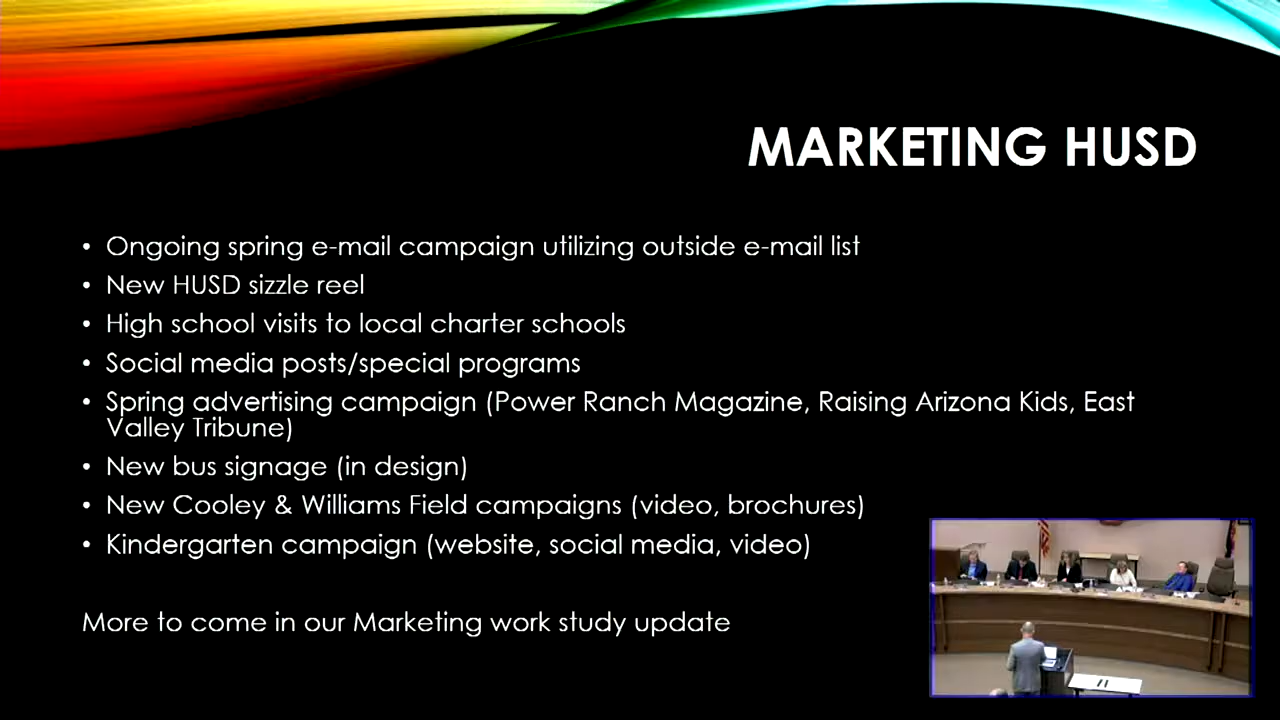 MARKETING HUSD
• Ongoing spring e-mail campaign utilizing outside e-mail list
• New HUSD sizzle reel
• High school visits to local charter schools
• Social media posts/special programs
• Spring advertising campaign (Power Ranch Magazine, Raising Arizona Kids, East
Valley Tribune)
• New bus signage (in design)
• New Cooley & Williams Field campaigns (video, brochures)
• Kindergarten campaign (website, social media, video)
More to come in our Marketing work study update